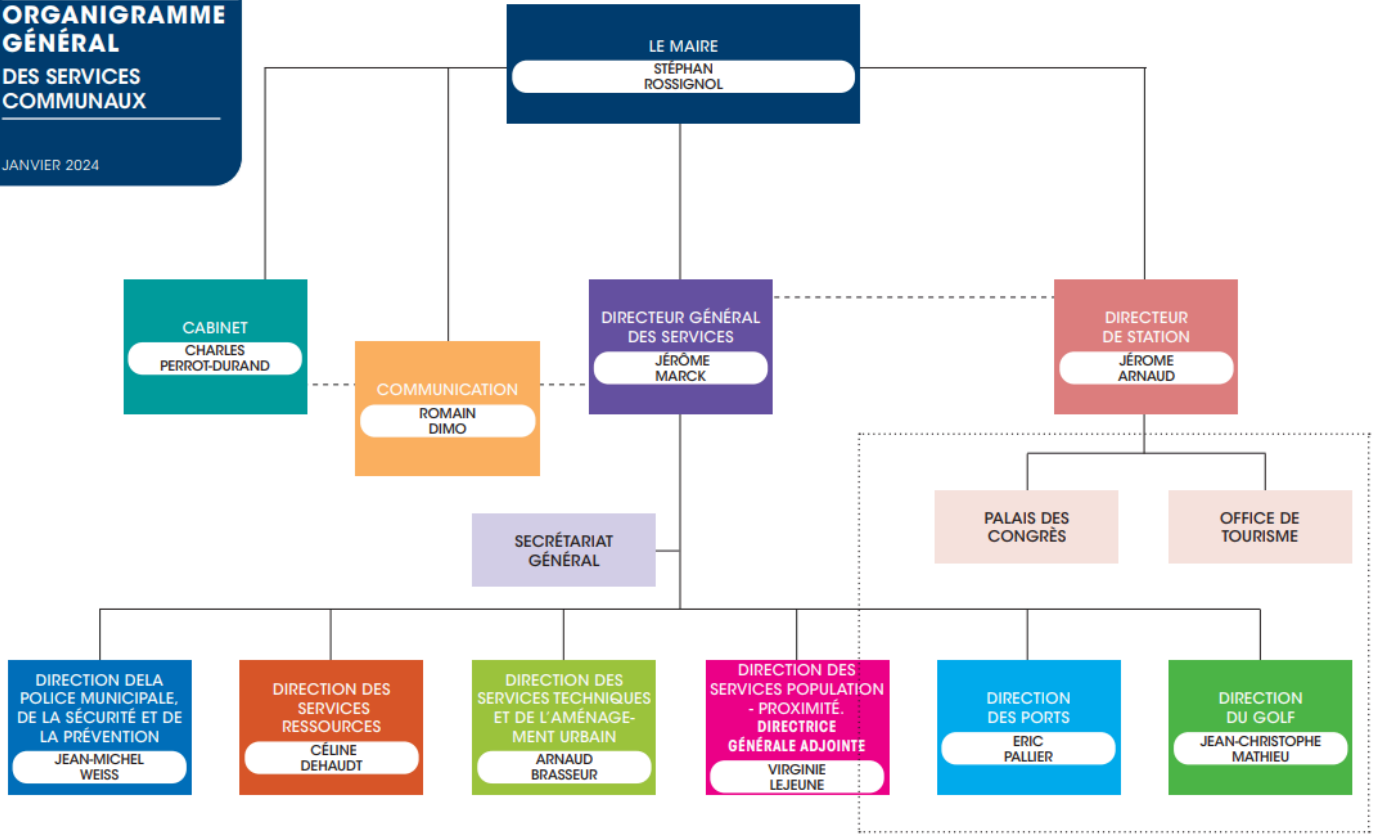 ORGANIGRAMME
GÉNÉRAL
DES SERVICES
COMMUNAUX
JANVIER 2024
LE MAIRE
STÉPHAN
ROSSIGNOL
CABINET
CHARLES
PERROT-DURAND
COMMUNICATION
ROMAIN
DIMO
DIRECTEUR GÉNÉRAL
DES SERVICES
JÉRÔME
MARCK
DIRECTEUR
DE STATION
JÉROME
ARNAUD
SECRÉTARIAT
GÉNÉRAL
PALAIS DES
CONGRÈS
OFFICE DE
TOURISME
DIRECTION DELA
POLICE MUNICIPALE,
DE LA SÉCURITÉ ET DE
LA PRÉVENTION
JEAN-MICHEL
WEISS
DIRECTION DES
SERVICES
RESSOURCES
CÉLINE
DEHAUDT
DIRECTION DES
SERVICES TECHNIQUES
ET DE L'AMÉNAGE-
MENT URBAIN
ARNAUD
BRASSEUR
DIRECTION DES
SERVICES POPULATION
- PROXIMITÉ.
DIRECTRICE
GÉNÉRALE ADJOINTE
VIRGINIE
LEJEUNE
DIRECTION
DES PORTS
ERIC
PALLIER
DIRECTION
DU GOLF
JEAN-CHRISTOPHE
MATHIEU